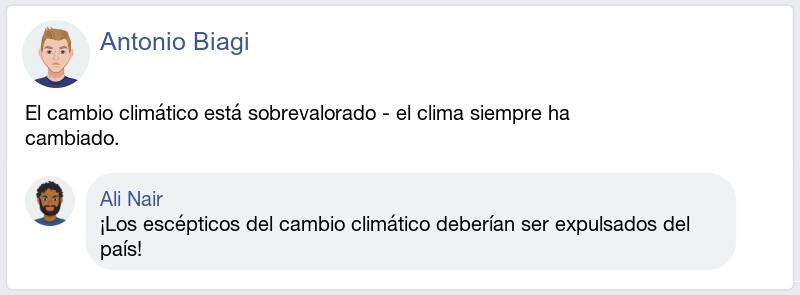 Antonio Biagi
El cambio climático está sobrevalorado - el clima siempre ha
cambiado.
Ali Nair
¡Los escépticos del cambio climático deberían ser expulsados del
país!